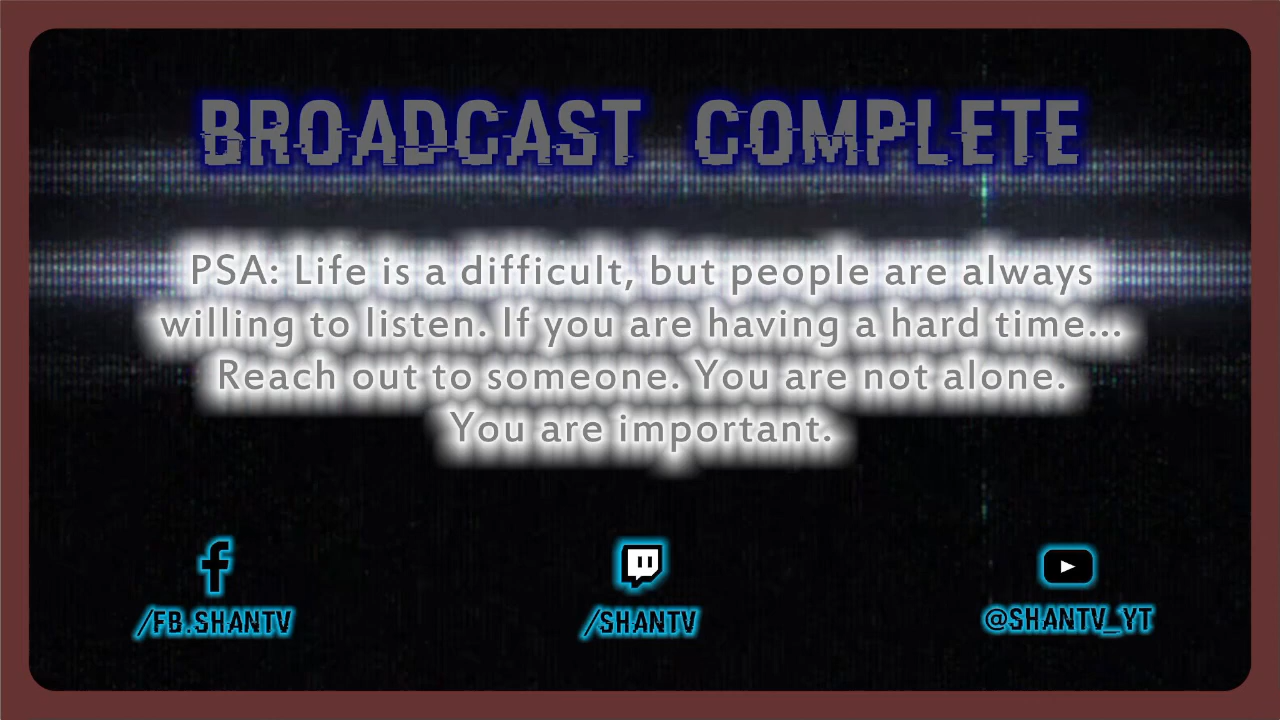 BROADCAST COMPLETE
PSA: Life is a difficult, but people are always
willing to listen. If you are having a hard time...
Reach out to someone. You are not alone.
You are important.
/FB.SHANTV
/SHANTV
@SHANTV_YT